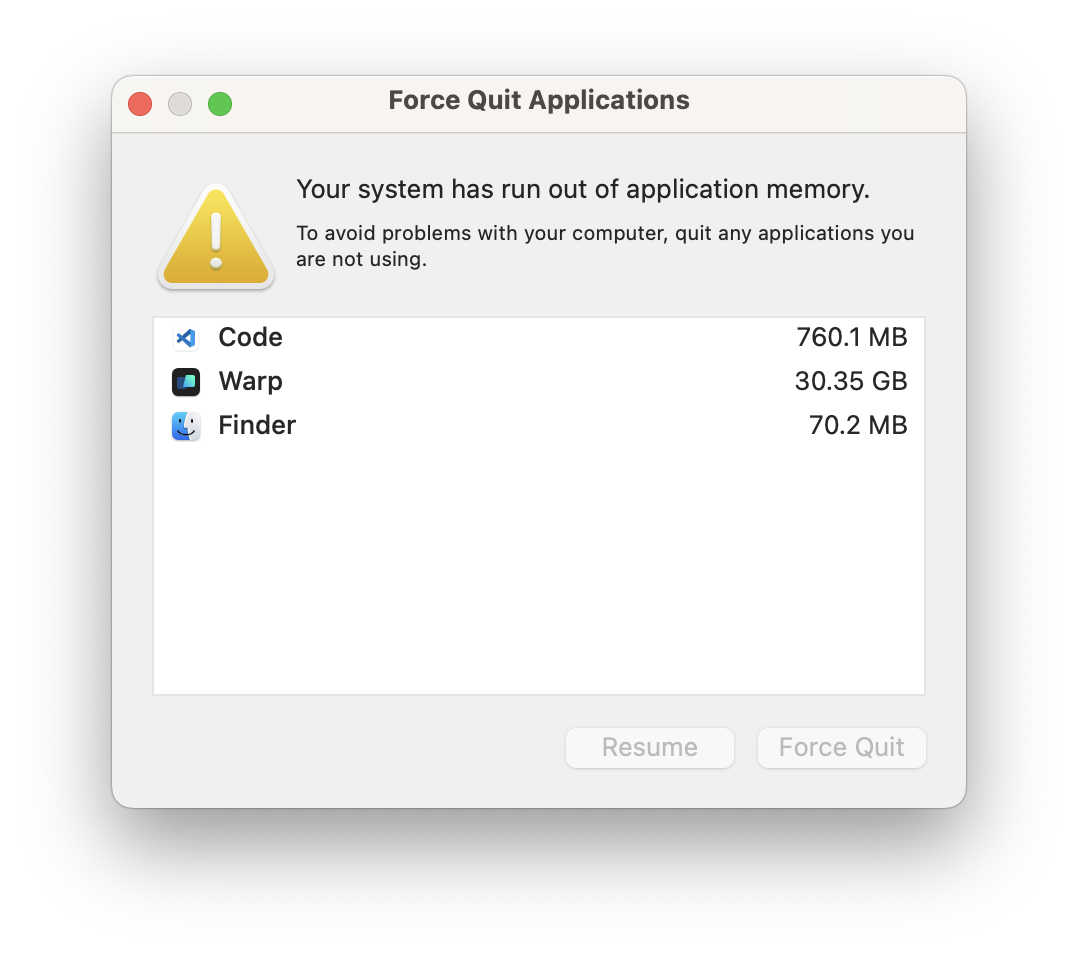 Force Quit Applications
Your system has run out of application memory.
To avoid problems with your computer, quit any applications you
are not using.
Code 760.1 MB
Warp 30.35 GB
Finder 70.2 MB
Resume Force Quit